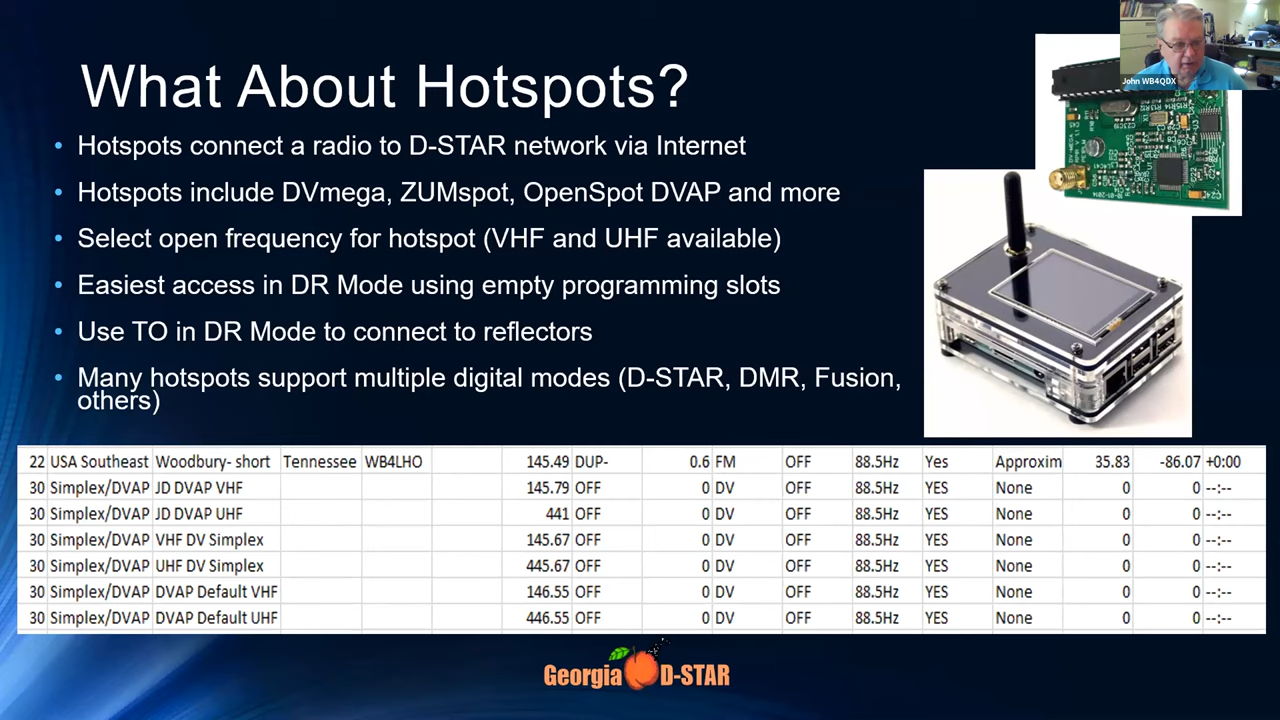 John WB4QDX
What About Hotspots?
• Hotspots connect a radio to D-STAR network via Internet
• Hotspots include DVmega, ZUMspot, OpenSpot DVAP and more
• Select open frequency for hotspot (VHF and UHF available)
• Easiest access in DR Mode using empty programming slots
• Use TO in DR Mode to connect to reflectors
• Many hotspots support multiple digital modes (D-STAR, DMR, Fusion,
others)
22 USA Southeast Woodbury- short Tennessee WB4LHO 145.49 DUP- 0.6 FM OFF 88.5Hz Yes Approxim 35.83 -86.07 +0:00
30 Simplex/DVAP JD DVAP VHF 145.79 OFF 0 DV OFF 88.5Hz YES None 0 0 --:--
30 Simplex/DVAP JD DVAP UHF 441 OFF 0 DV OFF 88.5Hz YES None 0 0 --:--
30 Simplex/DVAP VHF DV Simplex 145.67 OFF 0 DV OFF 88.5Hz YES None 0 0 --:--
30 Simplex/DVAP UHF DV Simplex 445.67 OFF 0 DV OFF 88.5Hz YES None 0 0 --:--
30 Simplex/DVAP DVAP Default VHF 146.55 OFF 0 DV OFF 88.5Hz YES None 0 0 --:--
30 Simplex/DVAP DVAP Default UHF 446.55 OFF 0 DV OFF 88.5Hz YES None 0 0 --:--
Georgia D-STAR